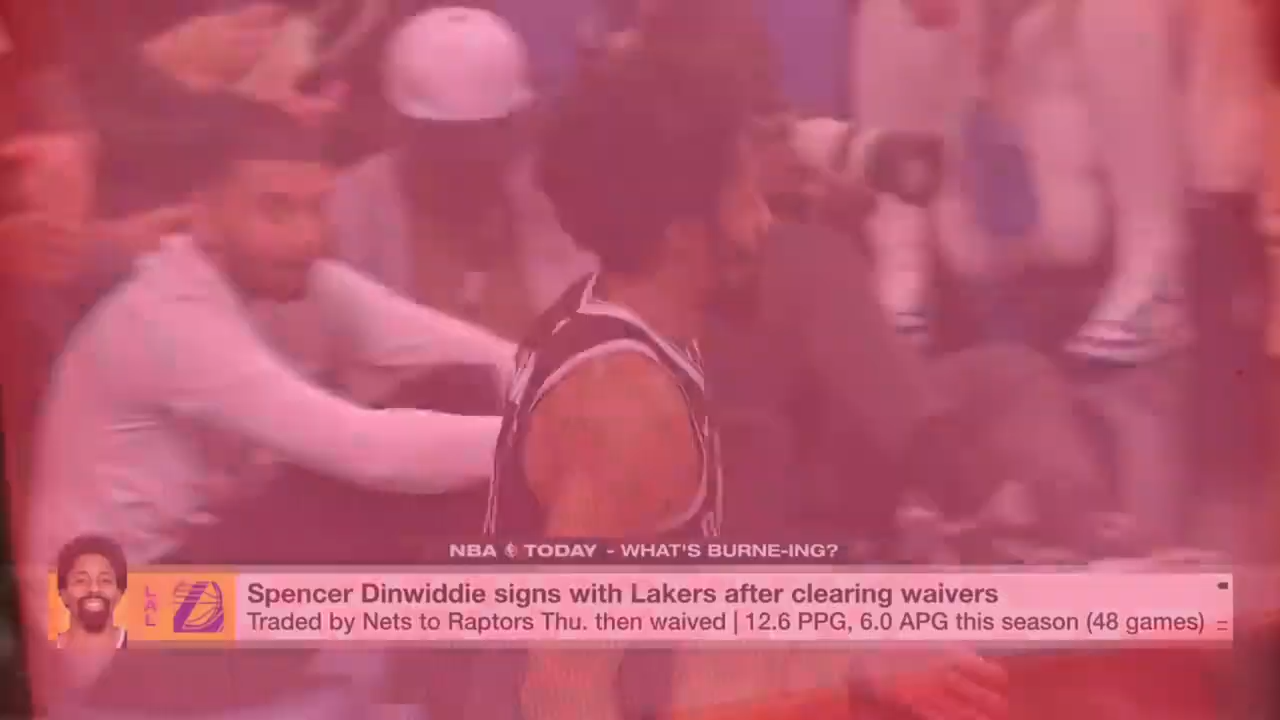 NBA TODAY - WHAT'S BURNE-ING?
LAL
Spencer Dinwiddie signs with Lakers after clearing waivers
Traded by Nets to Raptors Thu. then waived | 12.6 PPG, 6.0 APG this season (48 games)